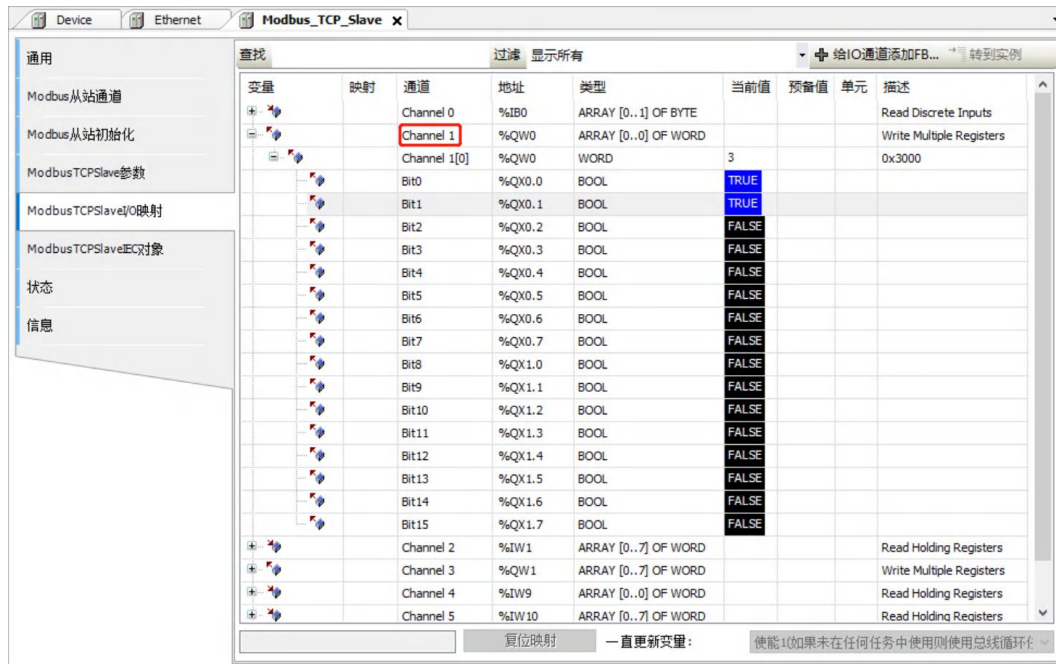 Device Ethernet Modbus_TCP_Slave
通用
Modbus从站通道
Modbus从站初始化
ModbusTCPSlave参数
ModbusTCPSlaveI/O映射
ModbusTCPSlaveIEC对象
状态
信息
查找 过滤 显示所有 给IO通道添加FB... 转到实例
变量 映射 通道 地址 类型 当前值 预备值 单元 描述
Channel 0 %IB0 ARRAY [0..1] OF BYTE Read Discrete Inputs
Channel 1 %QW0 ARRAY [0..0] OF WORD Write Multiple Registers
Channel 1[0] %QW0 WORD 3 0x3000
Bit0 %QX0.0 BOOL TRUE
Bit1 %QX0.1 BOOL TRUE
Bit2 %QX0.2 BOOL FALSE
Bit3 %QX0.3 BOOL FALSE
Bit4 %QX0.4 BOOL FALSE
Bit5 %QX0.5 BOOL FALSE
Bit6 %QX0.6 BOOL FALSE
Bit7 %QX0.7 BOOL FALSE
Bit8 %QX1.0 BOOL FALSE
Bit9 %QX1.1 BOOL FALSE
Bit10 %QX1.2 BOOL FALSE
Bit11 %QX1.3 BOOL FALSE
Bit12 %QX1.4 BOOL FALSE
Bit13 %QX1.5 BOOL FALSE
Bit14 %QX1.6 BOOL FALSE
Bit15 %QX1.7 BOOL FALSE
Channel 2 %IW1 ARRAY [0..7] OF WORD Read Holding Registers
Channel 3 %QW1 ARRAY [0..7] OF WORD Write Multiple Registers
Channel 4 %IW9 ARRAY [0..0] OF WORD Read Holding Registers
Channel 5 %IW10 ARRAY [0..7] OF WORD Read Holding Registers
复位映射 一直更新变量: 使能1(如果未在任何任务中使用则使用总线循环